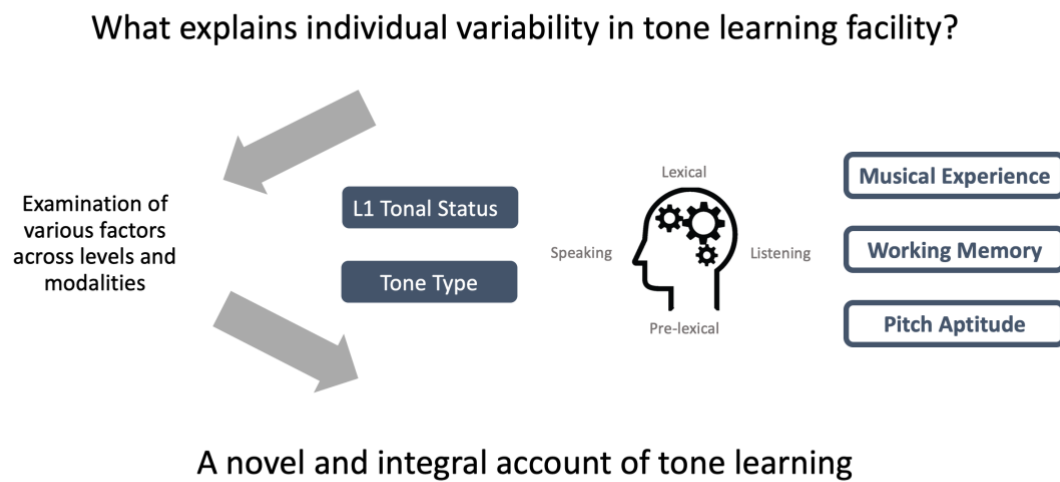 What explains individual variability in tone learning facility?
Examination of
various factors
across levels and
modalities
L1 Tonal Status
Tone Type
Lexical
Speaking
Listening
Pre-lexical
Musical Experience
Working Memory
Pitch Aptitude
A novel and integral account of tone learning